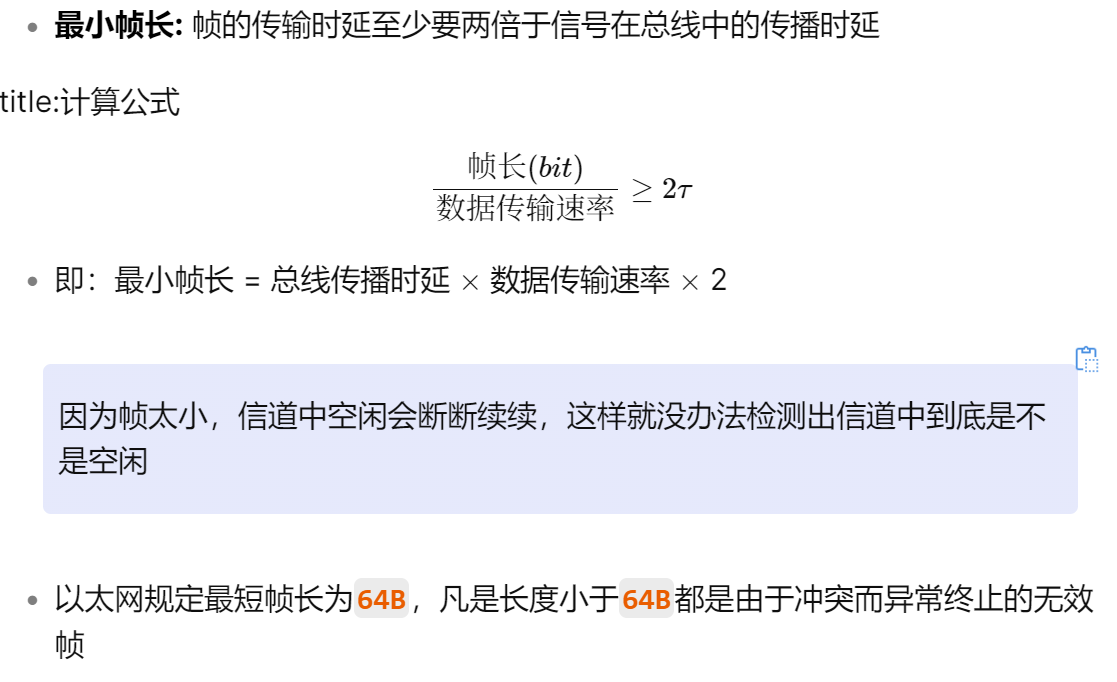 最小帧长: 帧的传输时延至少要两倍于信号在总线中的传播时延
title:计算公式
帧长(bit)
数据传输速率
≥ 2τ
即：最小帧长 = 总线传播时延 × 数据传输速率 × 2
因为帧太小，信道中空闲会断断续续，这样就没办法检测出信道中到底是不
是空闲
以太网规定最短帧长为64B，凡是长度小于64B都是由于冲突而异常终止的无效
帧